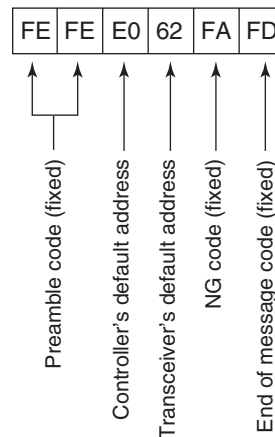 FE FE E0 62 FA FD
Preamble code (fixed)
Controller's default address
Transceiver's default address
NG code (fixed)
End of message code (fixed)